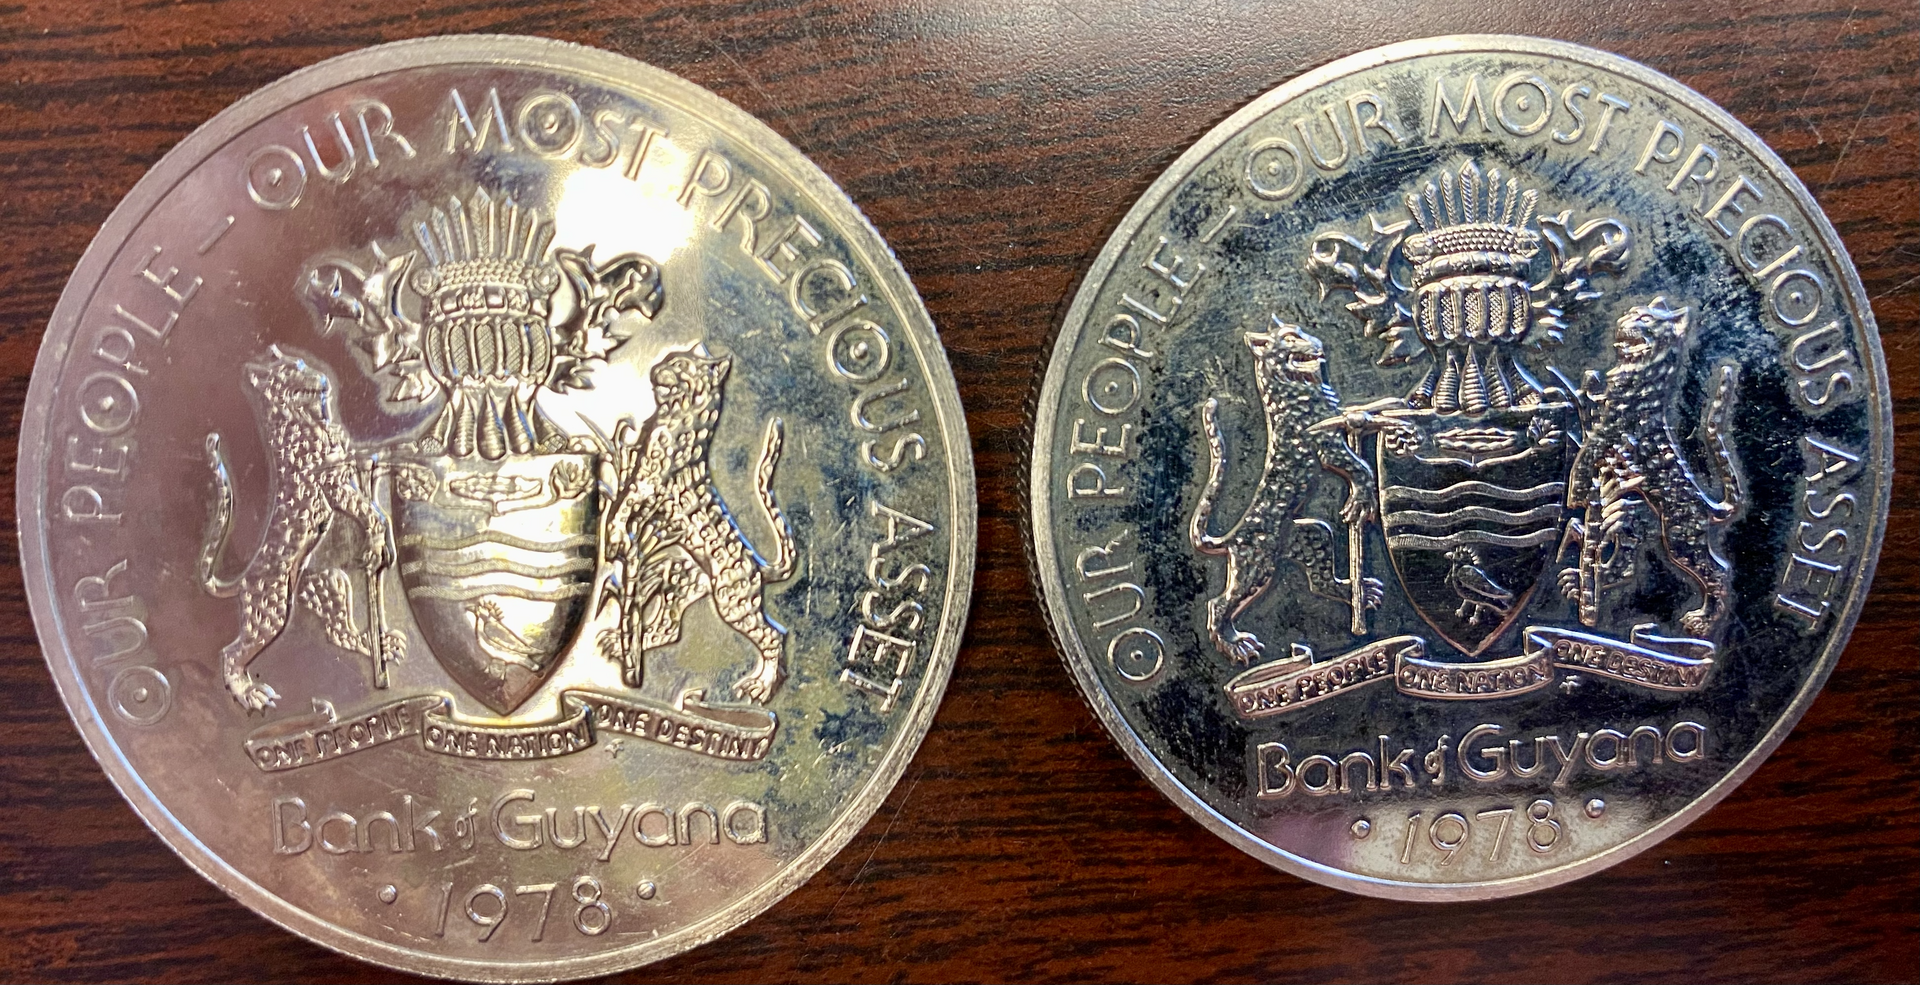 OUR PEOPLE - OUR MOST PRECIOUS ASSET
ONE PEOPLE ONE NATION ONE DESTINY
Bank of Guyana
• 1978 •
OUR PEOPLE - OUR MOST PRECIOUS ASSET
ONE PEOPLE ONE NATION ONE DESTINY
Bank of Guyana
• 1978 •